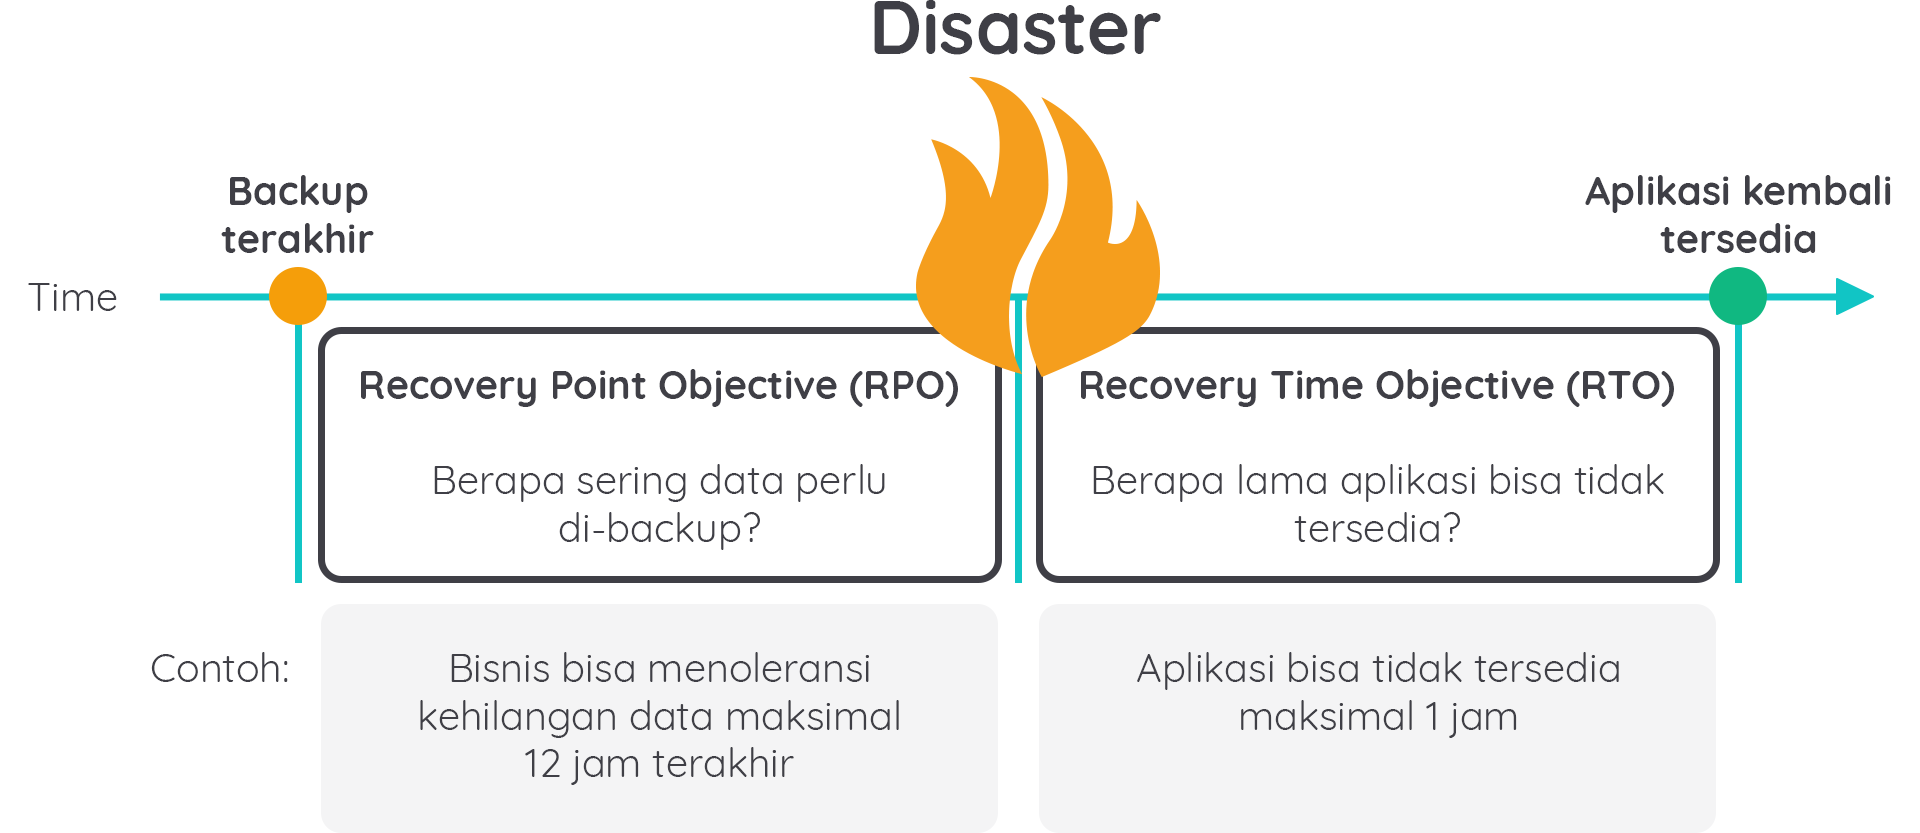 Disaster
Backup
terakhir
Aplikasi kembali
tersedia
Time
Recovery Point Objective (RPO)
Berapa sering data perlu
di-backup?
Recovery Time Objective (RTO)
Berapa lama aplikasi bisa tidak
tersedia?
Contoh:
Bisnis bisa menoleransi
kehilangan data maksimal
12 jam terakhir
Aplikasi bisa tidak tersedia
maksimal 1 jam